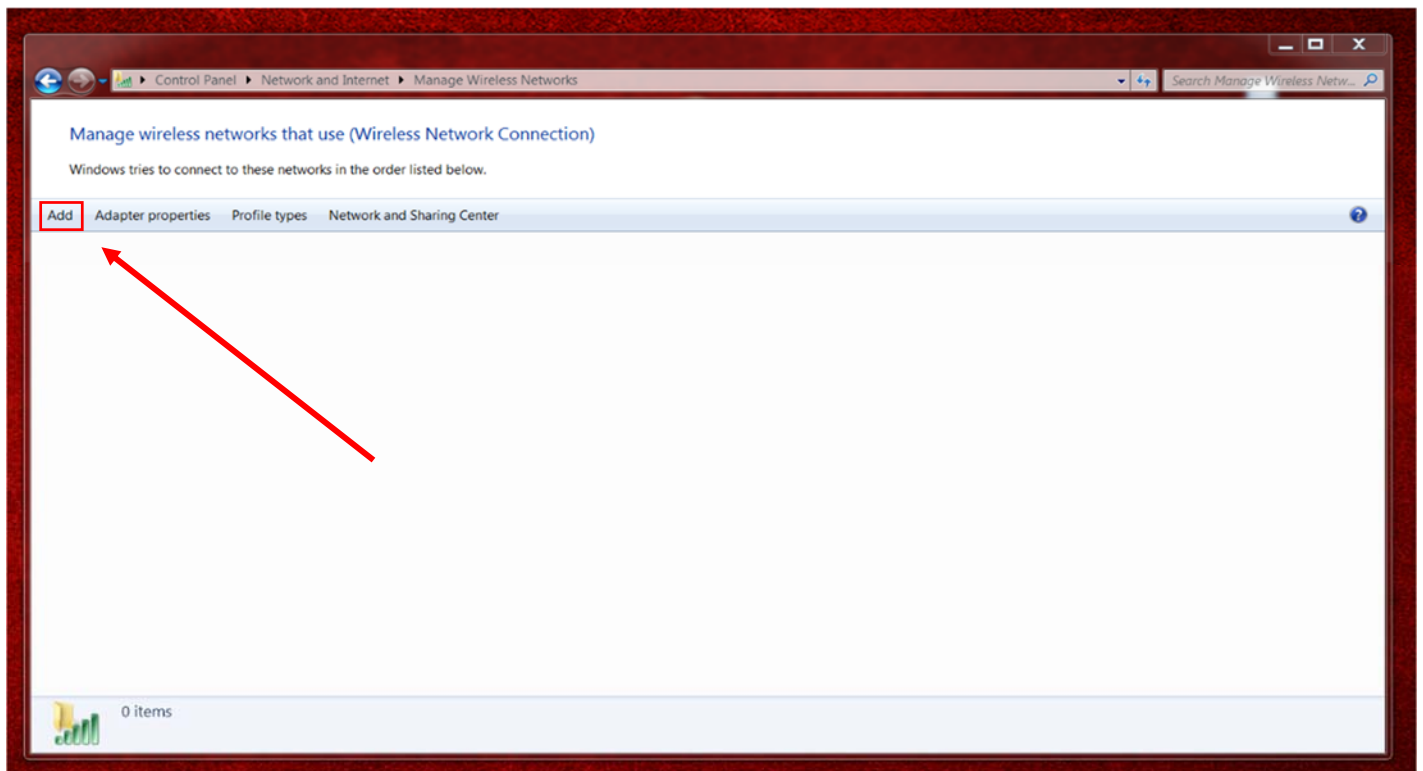 Control Panel Network and Internet Manage Wireless Networks
Search Manage Wireless Netw...
Manage wireless networks that use (Wireless Network Connection)
Windows tries to connect to these networks in the order listed below.
Add Adapter properties Profile types Network and Sharing Center
0 items